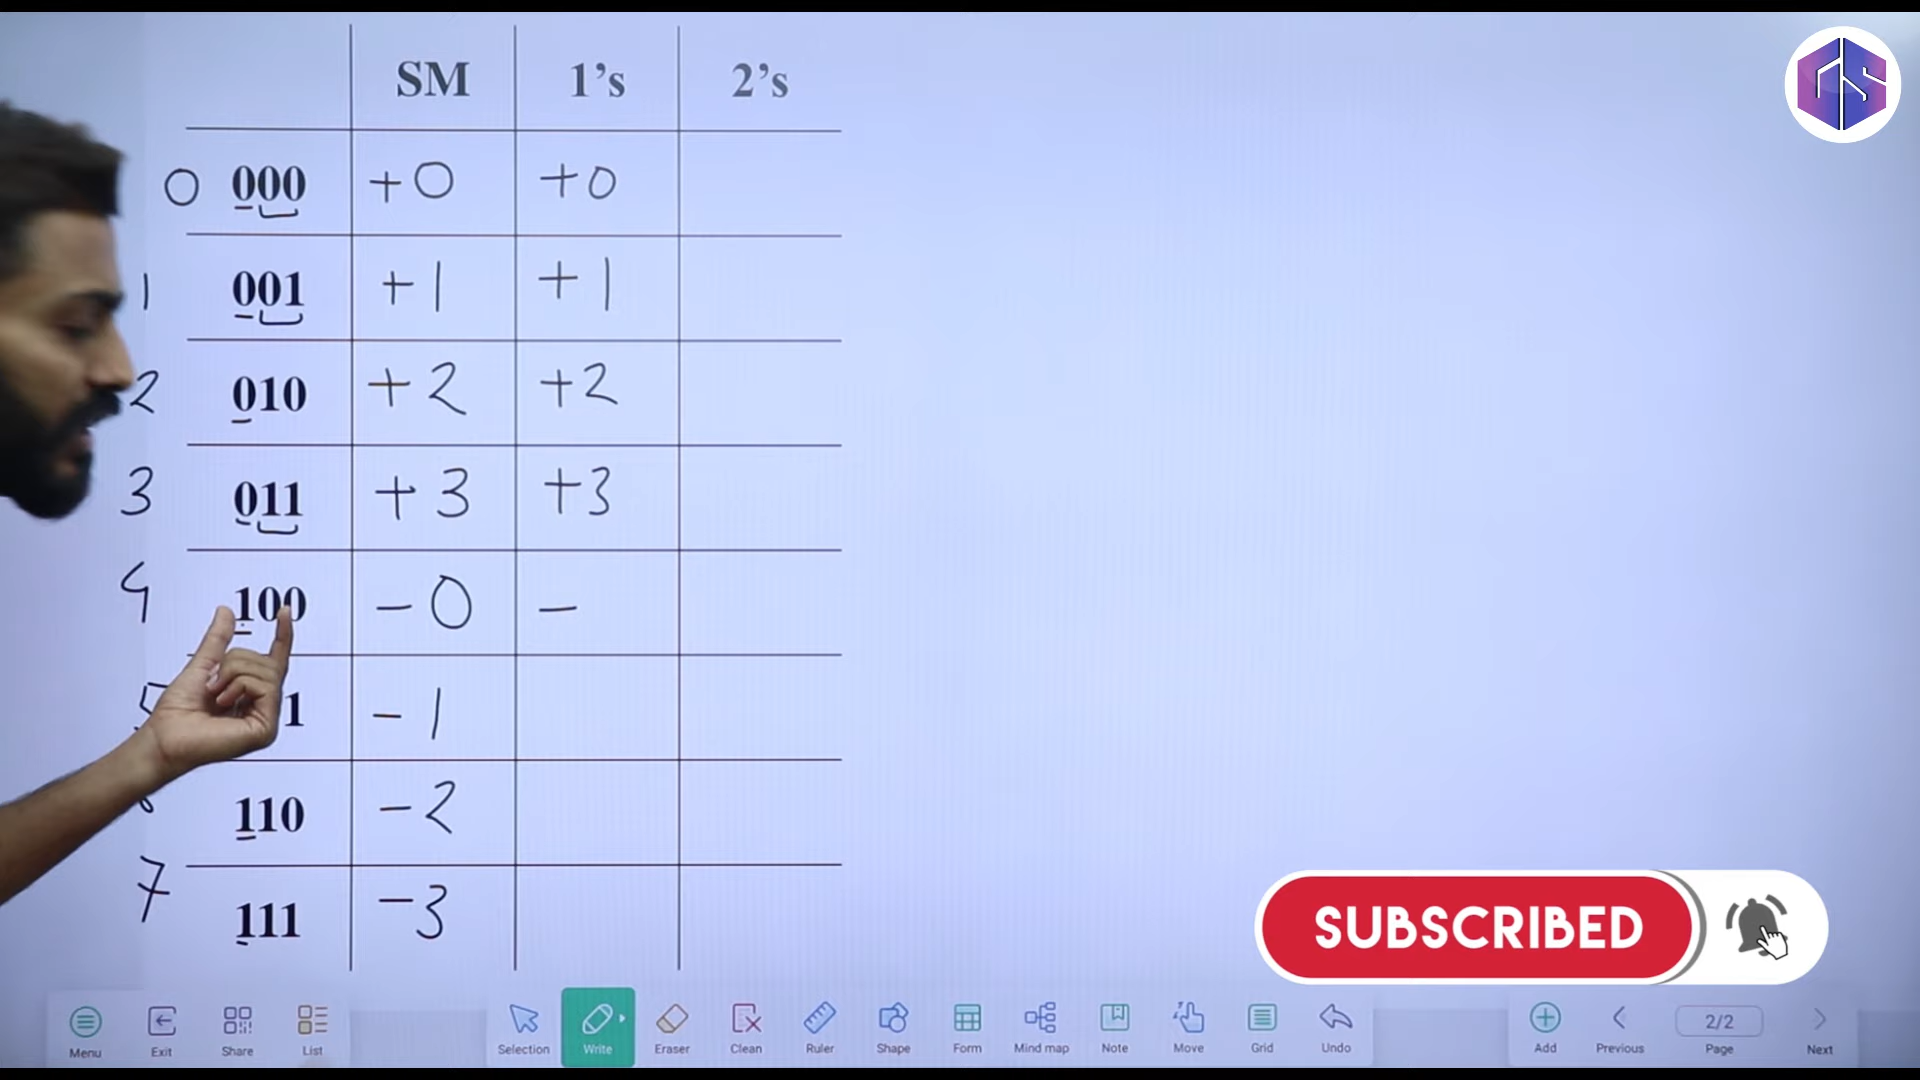 SM 1's 2's
0 000 +0 +0
1 001 +1 +1
2 010 +2 +2
3 011 +3 +3
4 100 -0 -
5 1 -1
110 -2
7 111 -3
SUBSCRIBED
Menu Exit Share List Selection Write Eraser Clean Ruler Shape Form Mind map Note Move Grid Undo Add Previous 2/2 Page Next